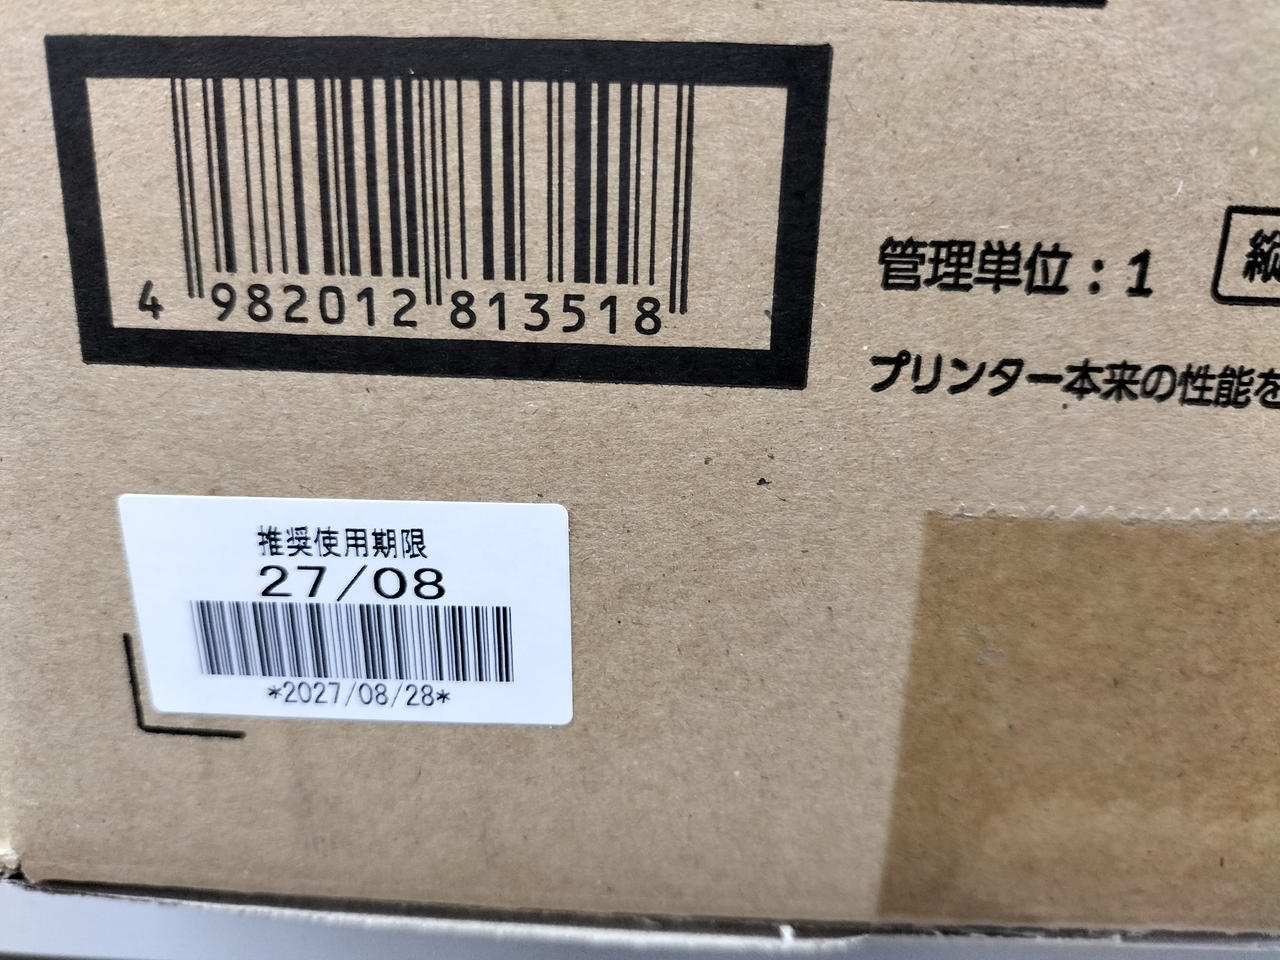 4 982012 813518
管理単位：1
縦
プリンター本来の性能を
推奨使用期限
27/08
*2027/08/28*